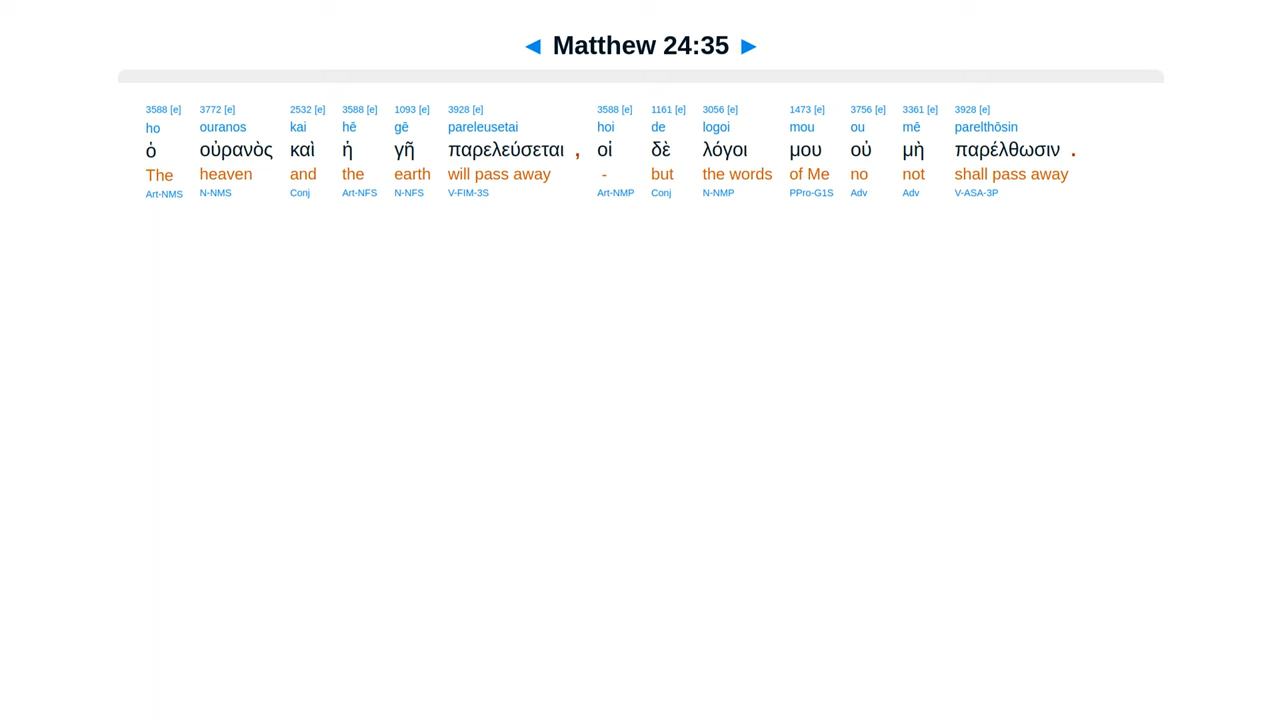 ◄ Matthew 24:35 ►
3588 [e] 3772 [e] 2532 [e] 3588 [e] 1093 [e] 3928 [e] 3588 [e] 1161 [e] 3056 [e] 1473 [e] 3756 [e] 3361 [e] 3928 [e]
ho ouranos kai hē gē pareleusetai hoi de logoi mou ou mē parelthōsin
ὁ οὐρανὸς καὶ ἡ γῆ παρελεύσεται , οἱ δὲ λόγοι μου οὐ μὴ παρέλθωσιν .
The heaven and the earth will pass away - but the words of Me no not shall pass away
Art-NMS N-NMS Conj Art-NFS N-NFS V-FIM-3S Art-NMP Conj N-NMP PPro-G1S Adv Adv V-ASA-3P